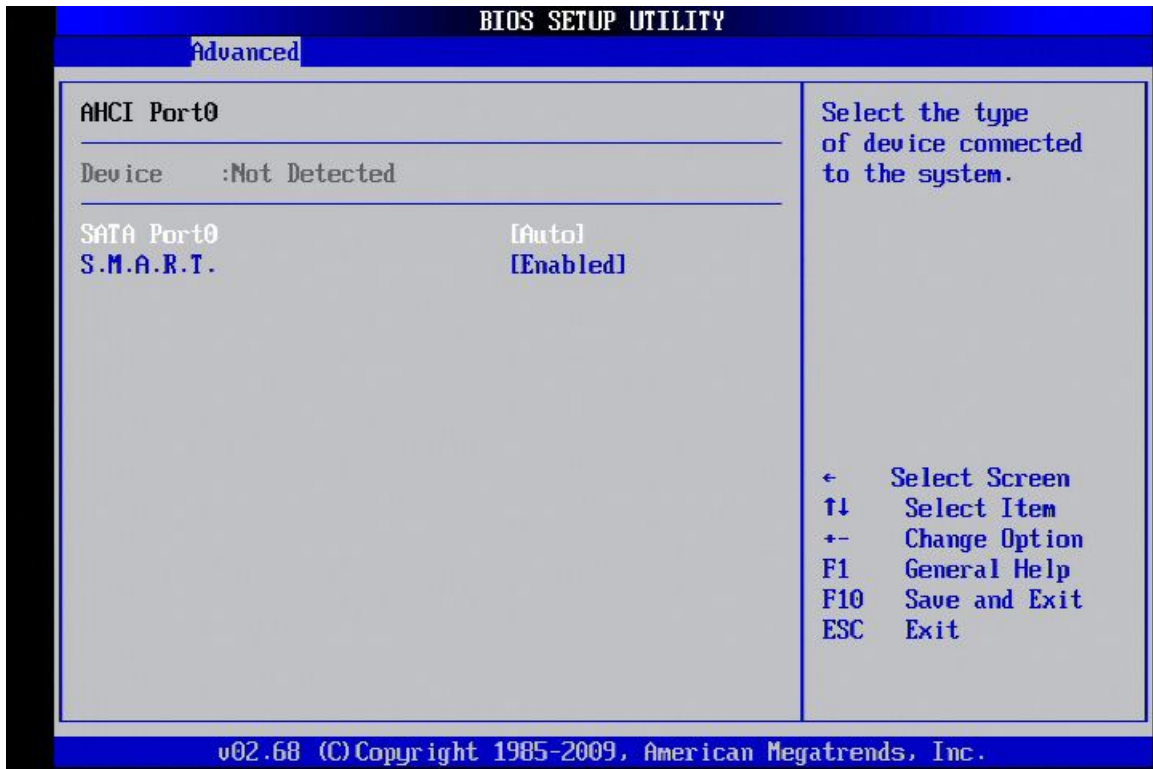 BIOS SETUP UTILITY
Advanced
AHCI Port0
Device :Not Detected
SATA Port0 [Auto]
S.M.A.R.T. [Enabled]
Select the type
of device connected
to the system.
← Select Screen
↑↓ Select Item
+- Change Option
F1 General Help
F10 Save and Exit
ESC Exit
v02.68 (C)Copyright 1985-2009, American Megatrends, Inc.